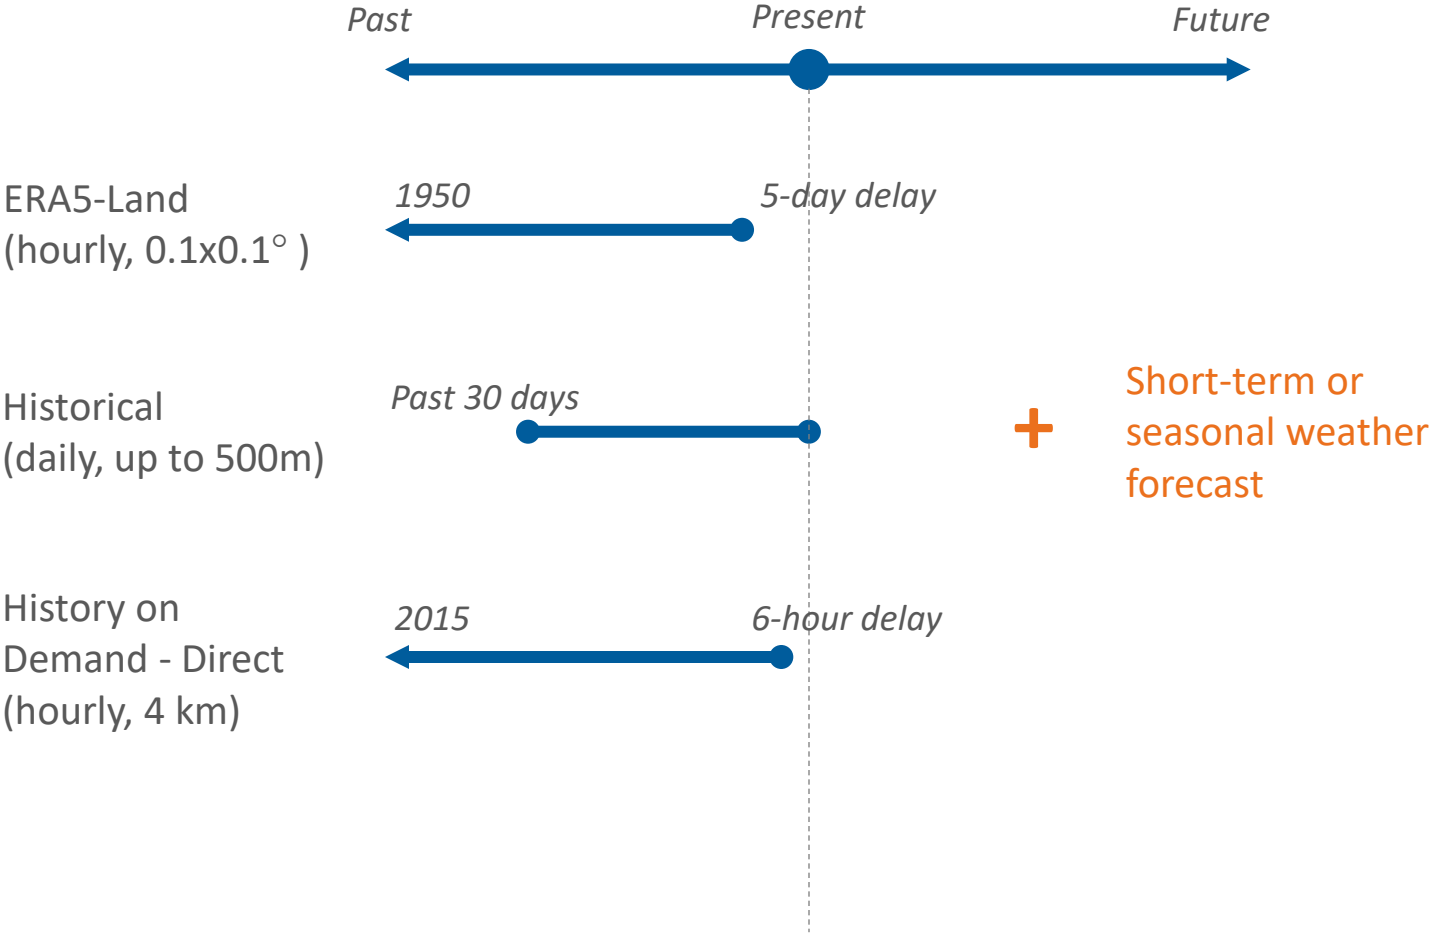 Past
Present
Future
ERA5-Land
(hourly, 0.1x0.1° )
1950
5-day delay
Historical
(daily, up to 500m)
Past 30 days
+
Short-term or
seasonal weather
forecast
History on
Demand - Direct
(hourly, 4 km)
2015
6-hour delay